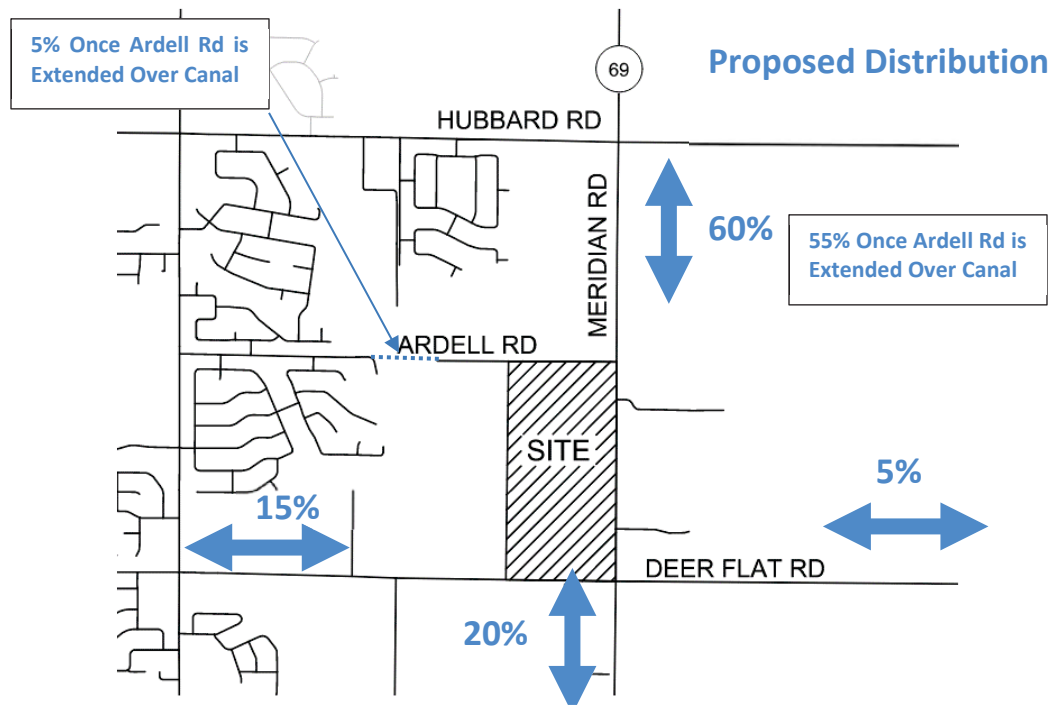 5% Once Ardell Rd is
Extended Over Canal
69
Proposed Distribution
HUBBARD RD
MERIDIAN RD
60%
55% Once Ardell Rd is
Extended Over Canal
ARDELL RD
SITE
5%
15%
DEER FLAT RD
20%